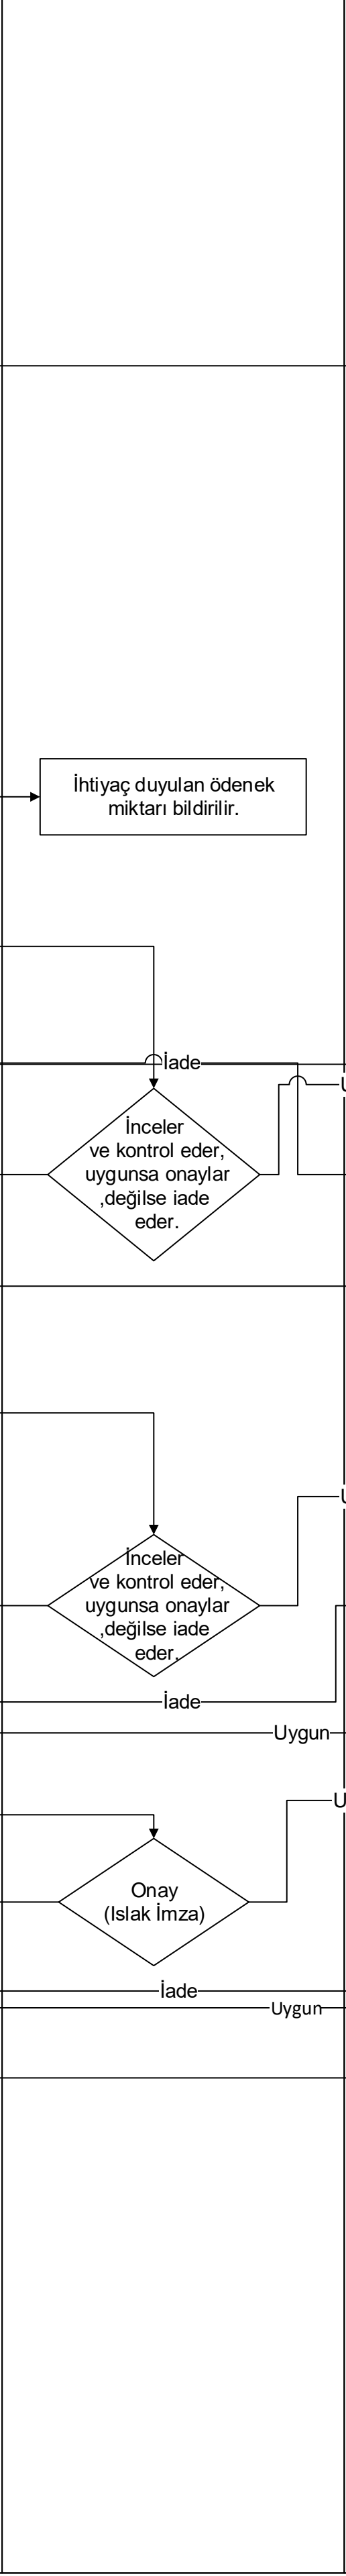 İhtiyaç duyulan ödenek
miktarı bildirilir.
İade
İnceler
ve kontrol eder,
uygunsa onaylar
,değilse iade
eder.
İnceler
ve kontrol eder,
uygunsa onaylar
,değilse iade
eder.
İade
Uygun
Onay
(Islak İmza)
İade
Uygun